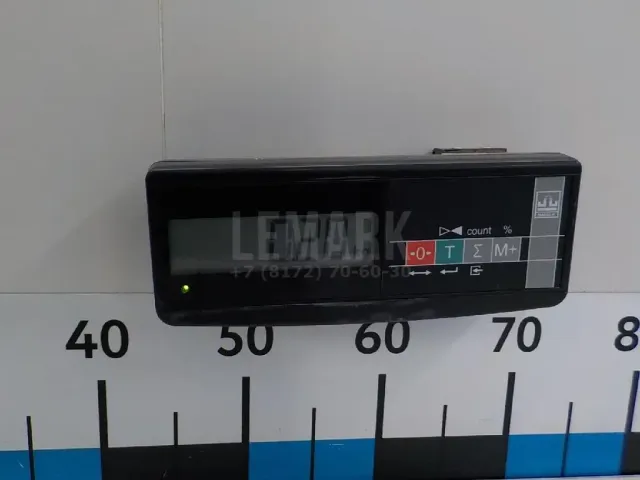 LEMARK
+7 (8172) 70-60-30
count %
-0- T Σ M+
40 50 60 70 8